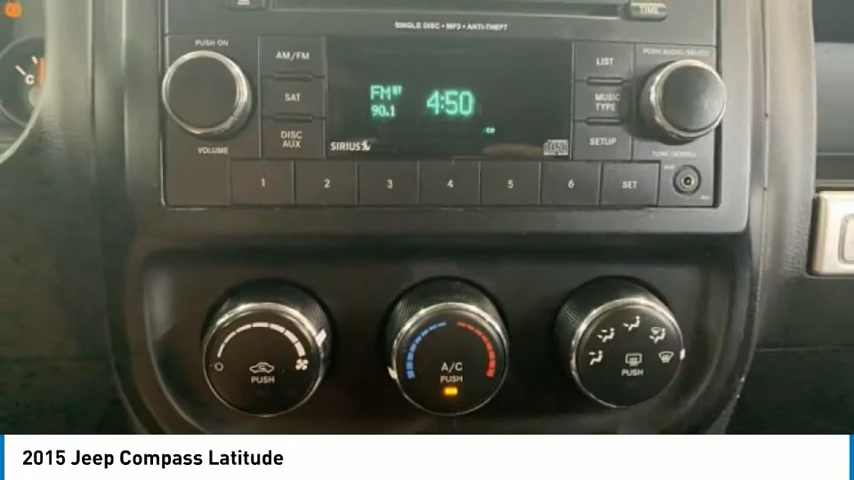 TIME
SINGLE DISC • MP3 • ANTI-THEFT
PUSH ON
AM/FM
LIST
PUSH AUDIO/SELECT
FM ST
90.1
4:50
SAT
MUSIC TYPE
DISC AUX
SIRIUS
SETUP
VOLUME
TUNE/SCROLL
1
2
3
4
5
6
SET
PUSH
A/C
PUSH
PUSH
C
2015 Jeep Compass Latitude